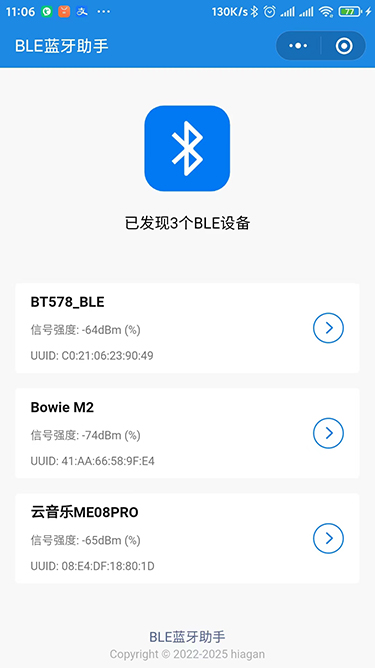 11:06 130K/s 77
BLE蓝牙助手
已发现3个BLE设备
BT578_BLE
信号强度: -64dBm (%)
UUID: C0:21:06:23:90:49
Bowie M2
信号强度: -74dBm (%)
UUID: 41:AA:66:58:9F:E4
云音乐ME08PRO
信号强度: -65dBm (%)
UUID: 08:E4:DF:18:80:1D
BLE蓝牙助手
Copyright © 2022-2025 hiagan